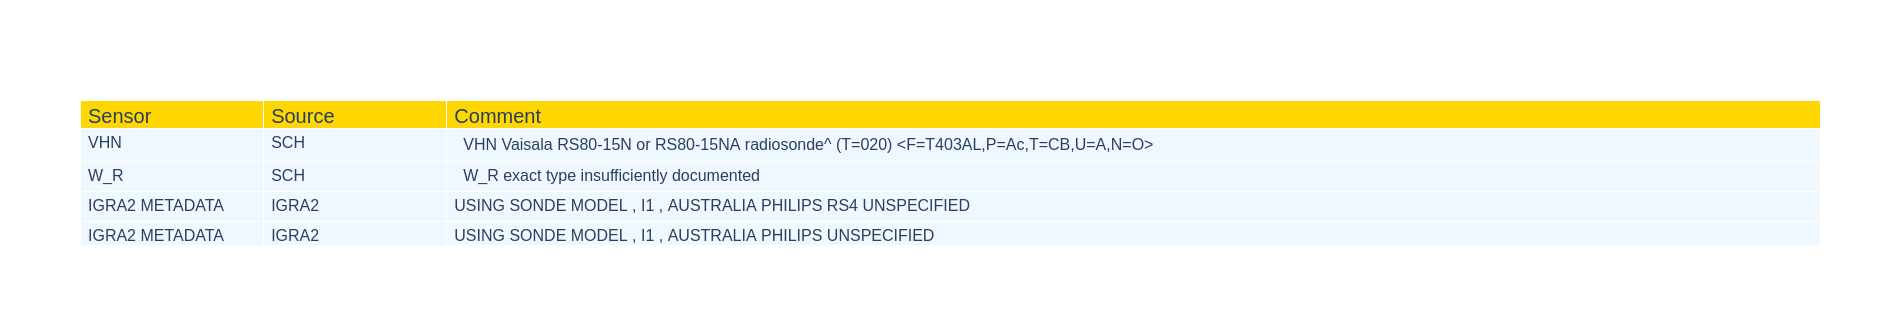 Sensor Source Comment
VHN SCH VHN Vaisala RS80-15N or RS80-15NA radiosonde^ (T=020) <F=T403AL,P=Ac,T=CB,U=A,N=O>
W_R SCH W_R exact type insufficiently documented
IGRA2 METADATA IGRA2 USING SONDE MODEL , I1 , AUSTRALIA PHILIPS RS4 UNSPECIFIED
IGRA2 METADATA IGRA2 USING SONDE MODEL , I1 , AUSTRALIA PHILIPS UNSPECIFIED